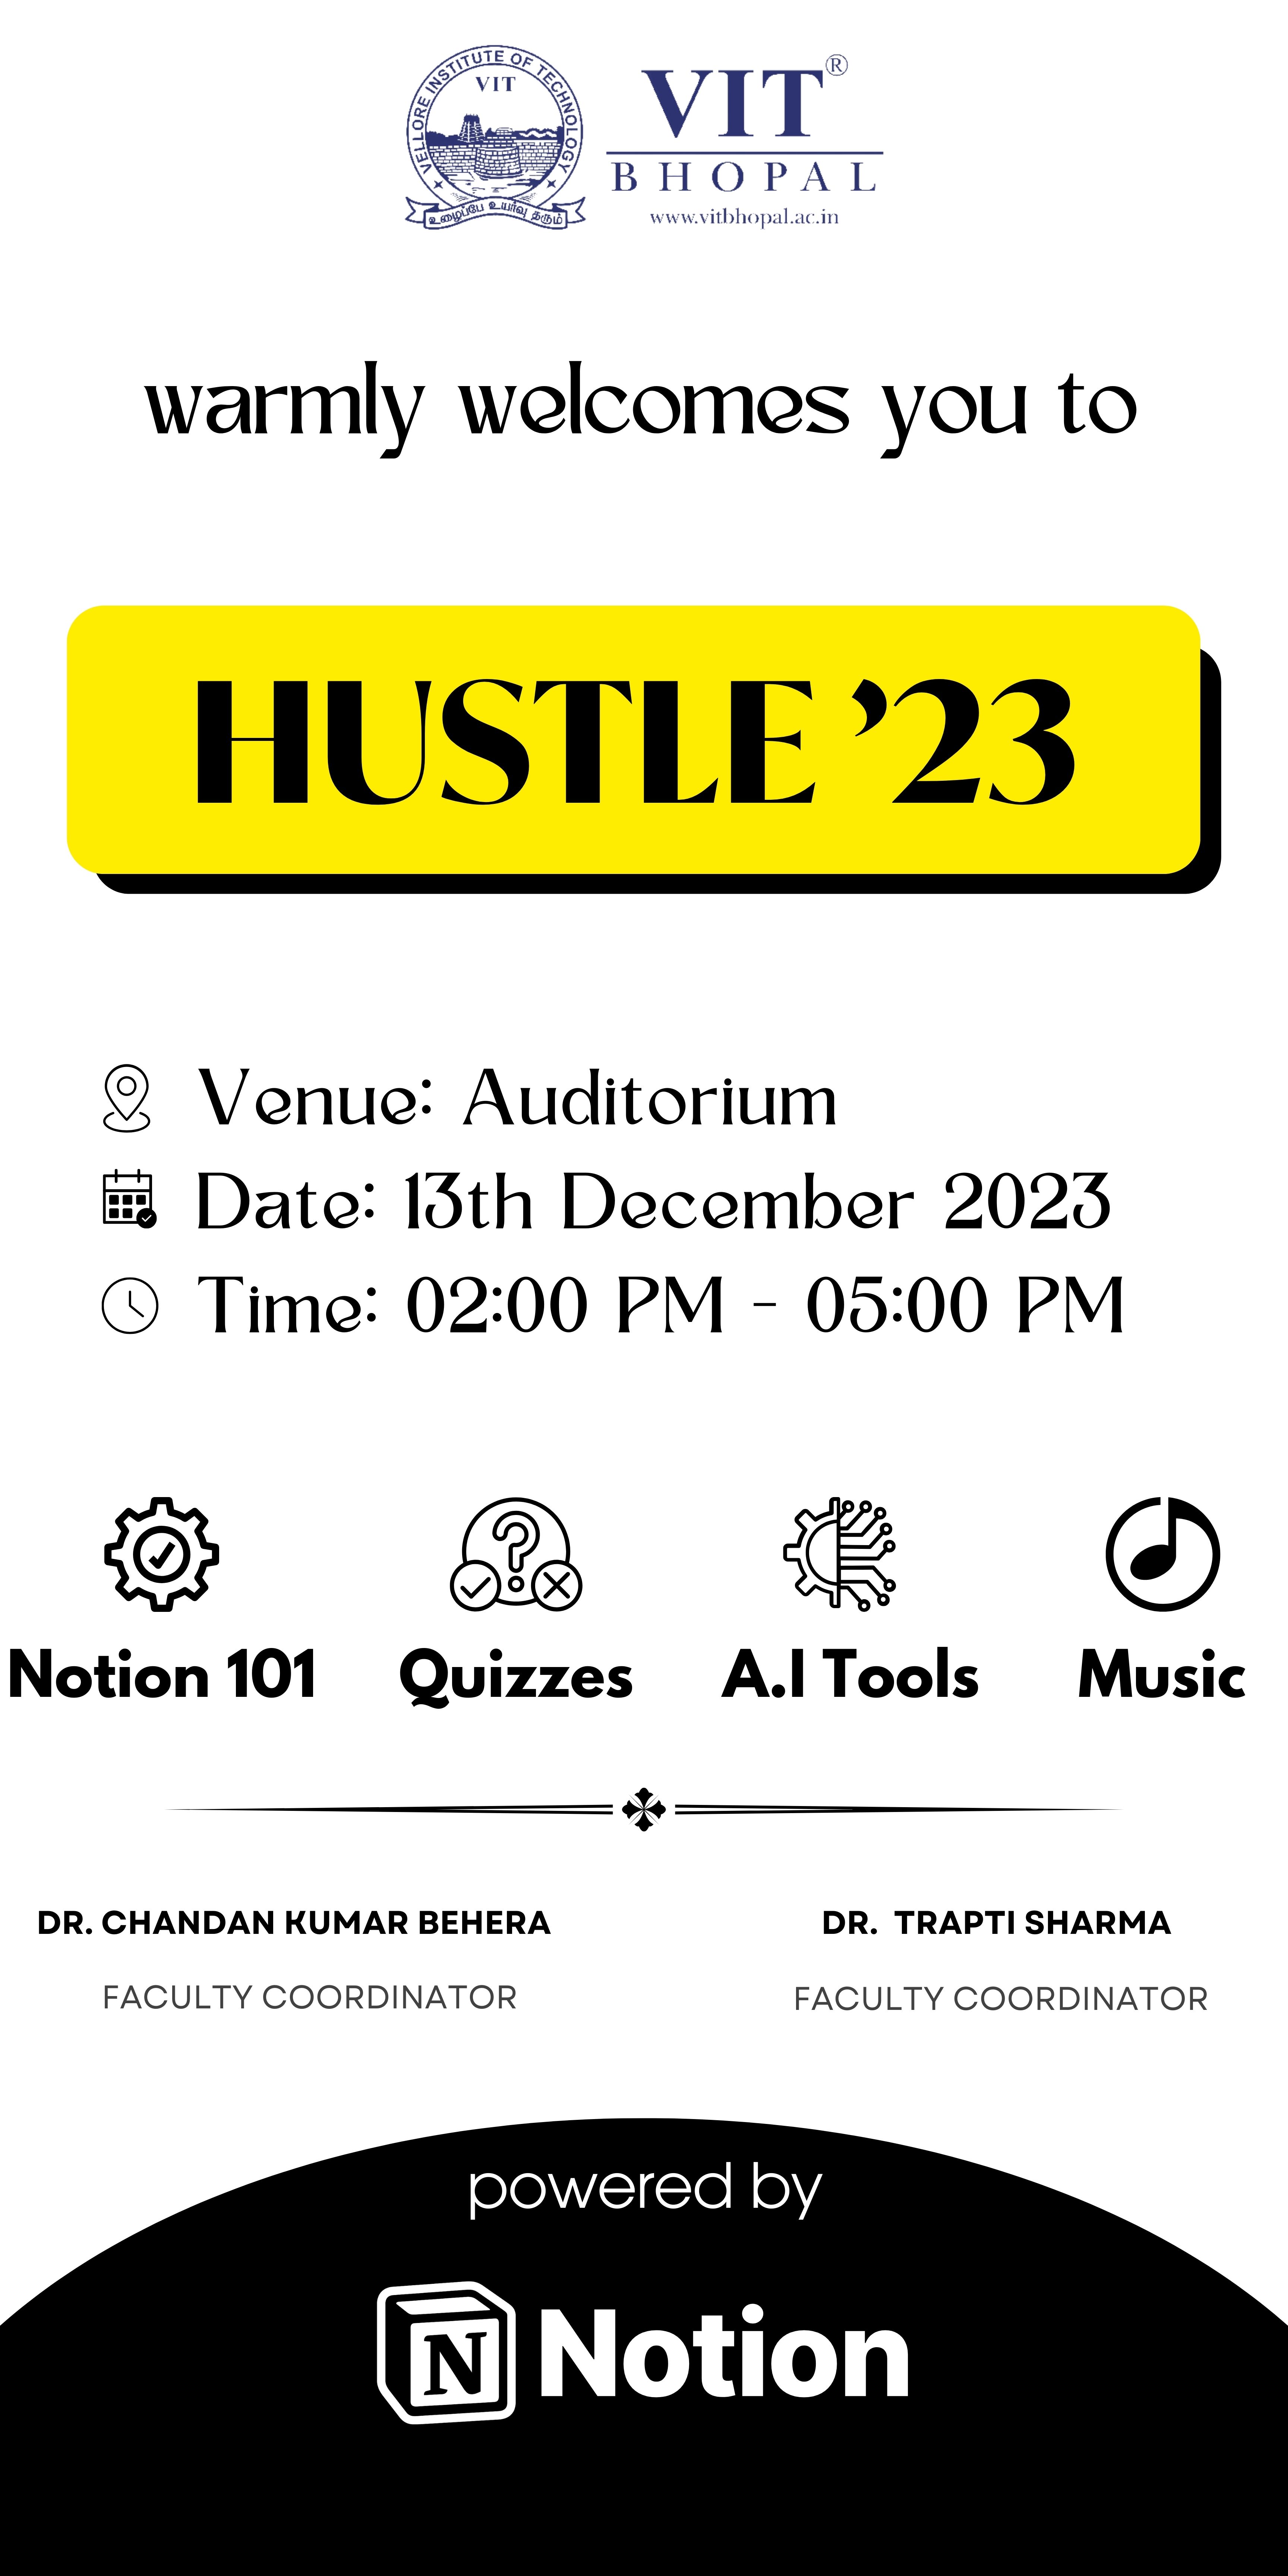 VELLORE INSTITUTE OF TECHNOLOGY
VIT
உழைப்பே உயர்வு தரும்
VIT®
BHOPAL
www.vitbhopal.ac.in
warmly welcomes you to
HUSTLE ’23
Venue: Auditorium
Date: 13th December 2023
Time: 02:00 PM - 05:00 PM
Notion 101 Quizzes A.I Tools Music
DR. CHANDAN KUMAR BEHERA DR. TRAPTI SHARMA
FACULTY COORDINATOR FACULTY COORDINATOR
powered by
N Notion